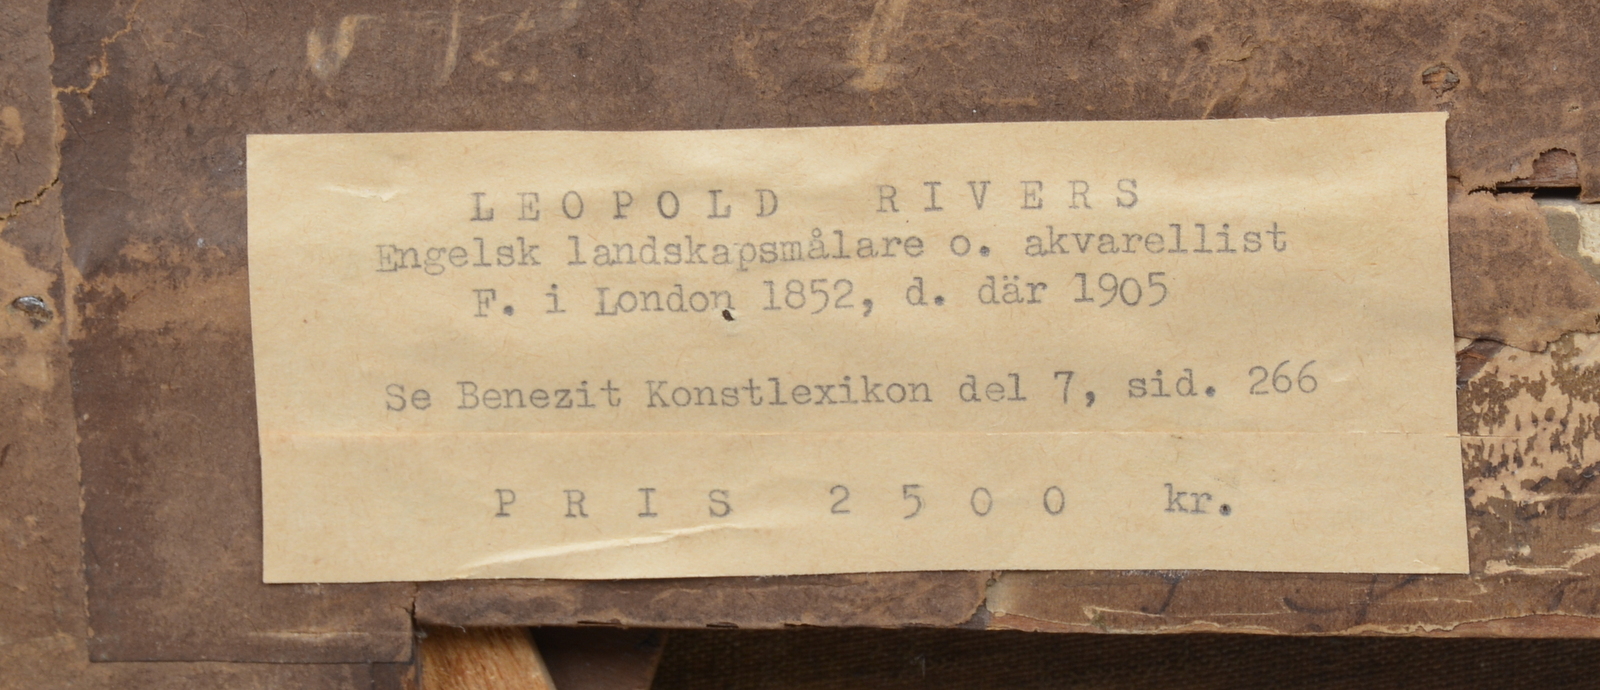 LEOPOLD RIVERS
Engelsk landskapsmålare o. akvarellist
F. i London 1852, d. där 1905
Se Benezit Konstlexikon del 7, sid. 266
PRIS 2500 kr.